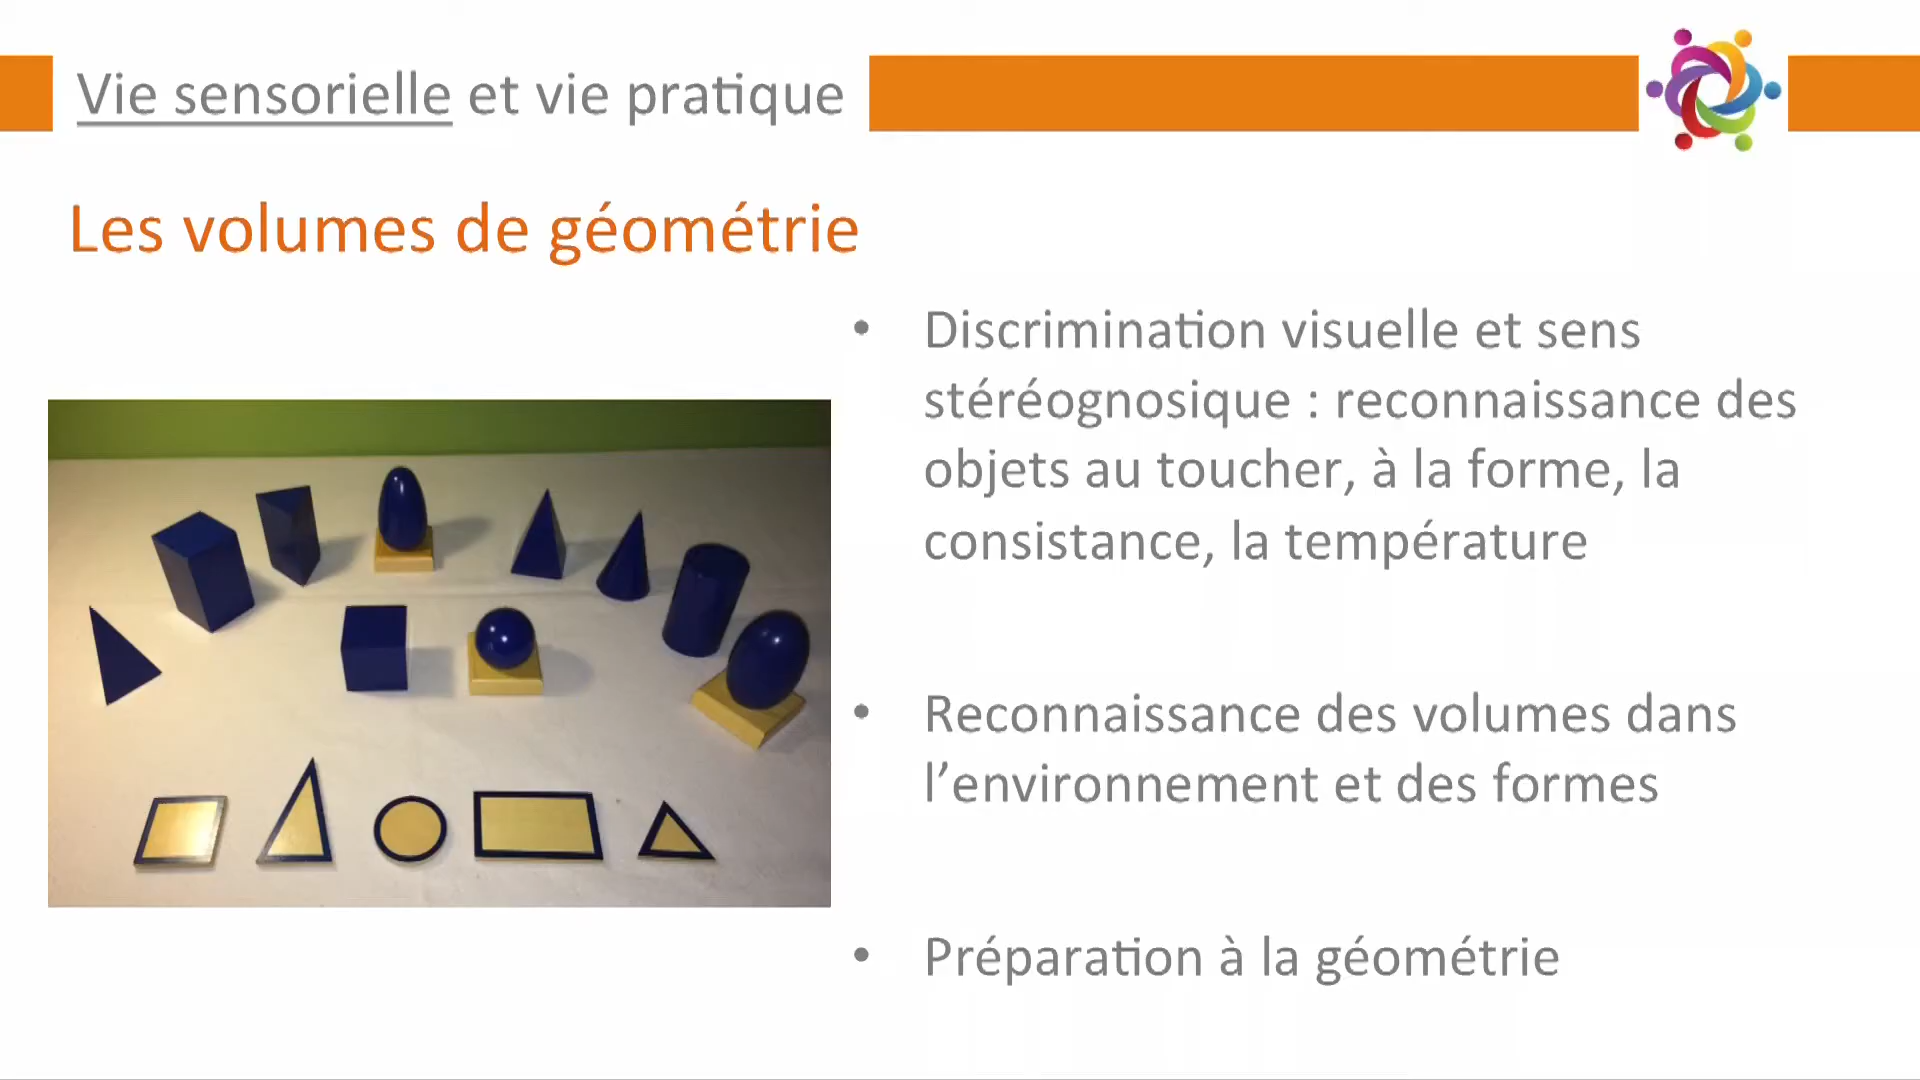 Vie sensorielle et vie pratique
Les volumes de géométrie
• Discrimination visuelle et sens
stéréognosique : reconnaissance des
objets au toucher, à la forme, la
consistance, la température
• Reconnaissance des volumes dans
l’environnement et des formes
• Préparation à la géométrie